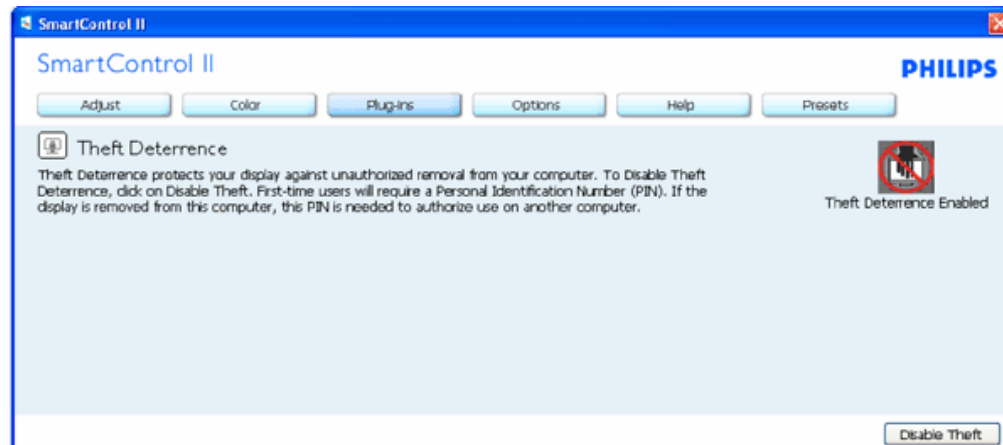 SmartControl II
SmartControl II
PHILIPS
Adjust Color Plug-Ins Options Help Presets
Theft Deterrence
Theft Deterrence protects your display against unauthorized removal from your computer. To Disable Theft
Deterrence, click on Disable Theft. First-time users will require a Personal Identification Number (PIN). If the
display is removed from this computer, this PIN is needed to authorize use on another computer.
Theft Deterrence Enabled
Disable Theft